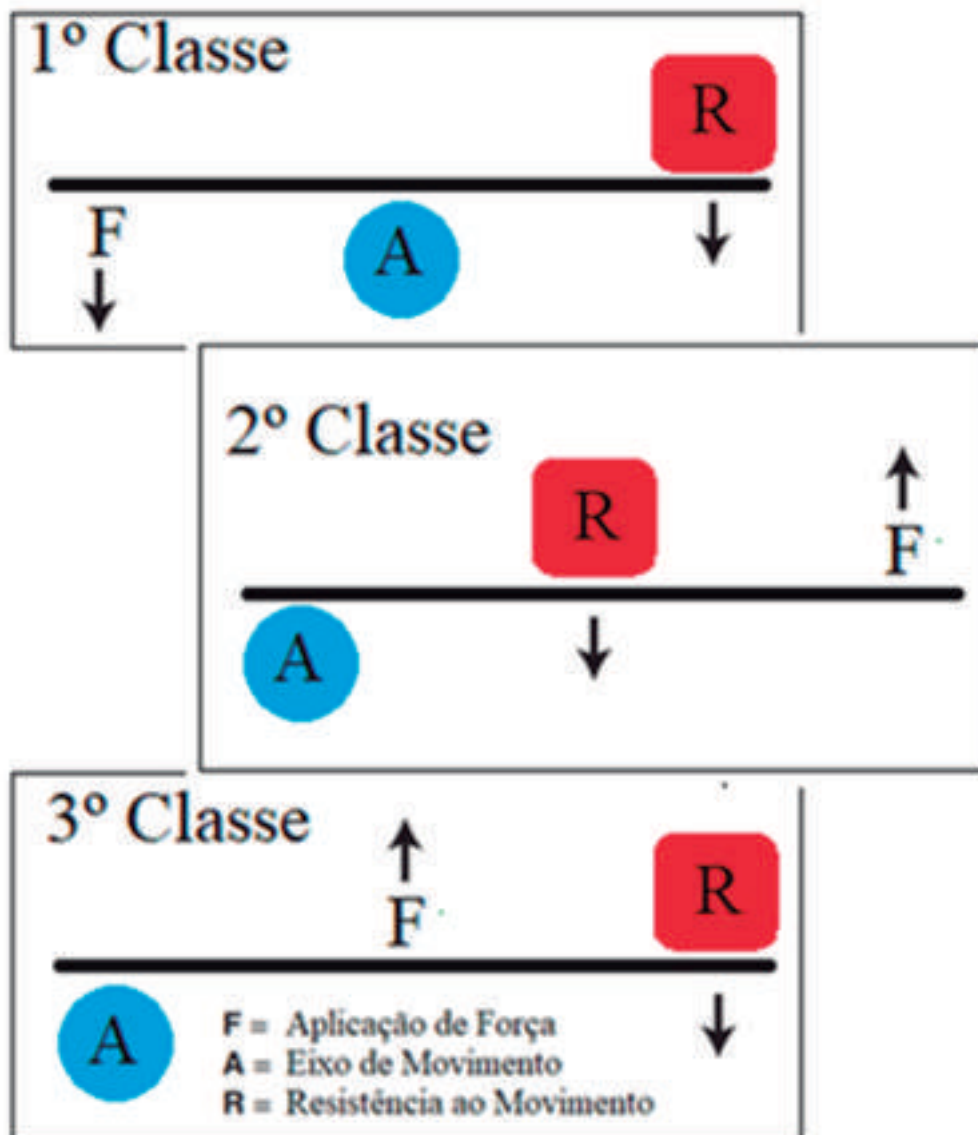 1º Classe
R
F
A
2º Classe
R
F
A
3º Classe
F
R
A
F = Aplicação de Força
A = Eixo de Movimento
R = Resistência ao Movimento